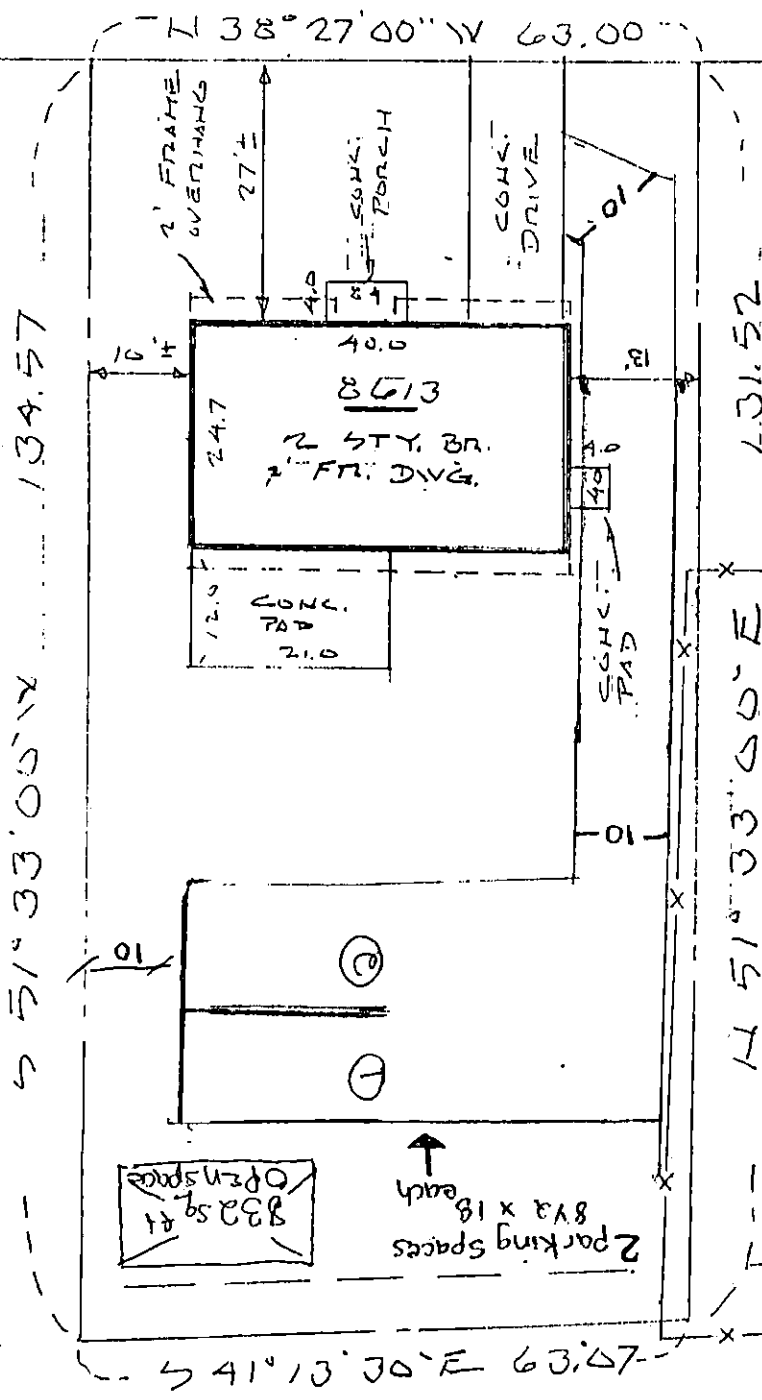 N 38° 27' 00" W 63.00
2' FRAME
OVERHANG
27'±
CONC.
PORCH
CONC.
DRIVE
10
4.0
8.4
16'±
40.0
13'
8613
24.7
2 STY. BR.
2' FR. DWG.
4.0
4.0
12.0
CONC.
PAD
21.0
CONC.
PAD
S 51° 33' 00" W 134.57
N 51° 33' 00" E 131.52
10
10
2
1
832 sq ft
Open space
2 parking Spaces
8 1/2 x 18
each
S 41° 13' 30" E 63.07